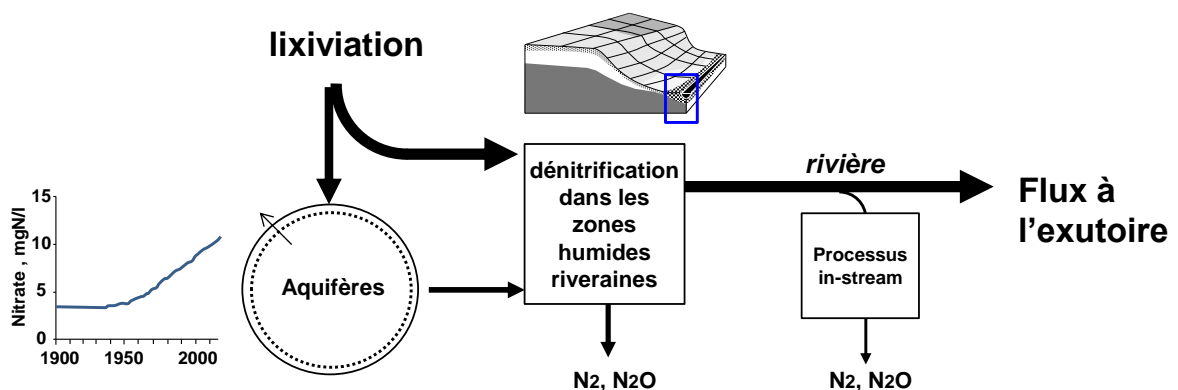 lixiviation
dénitrification
dans les
zones
humides
riveraines
rivière
Flux à
l'exutoire
Processus
in-stream
Aquifères
Nitrate , mgN/l
15
10
5
0
1900
1950
2000
N2, N2O
N2, N2O